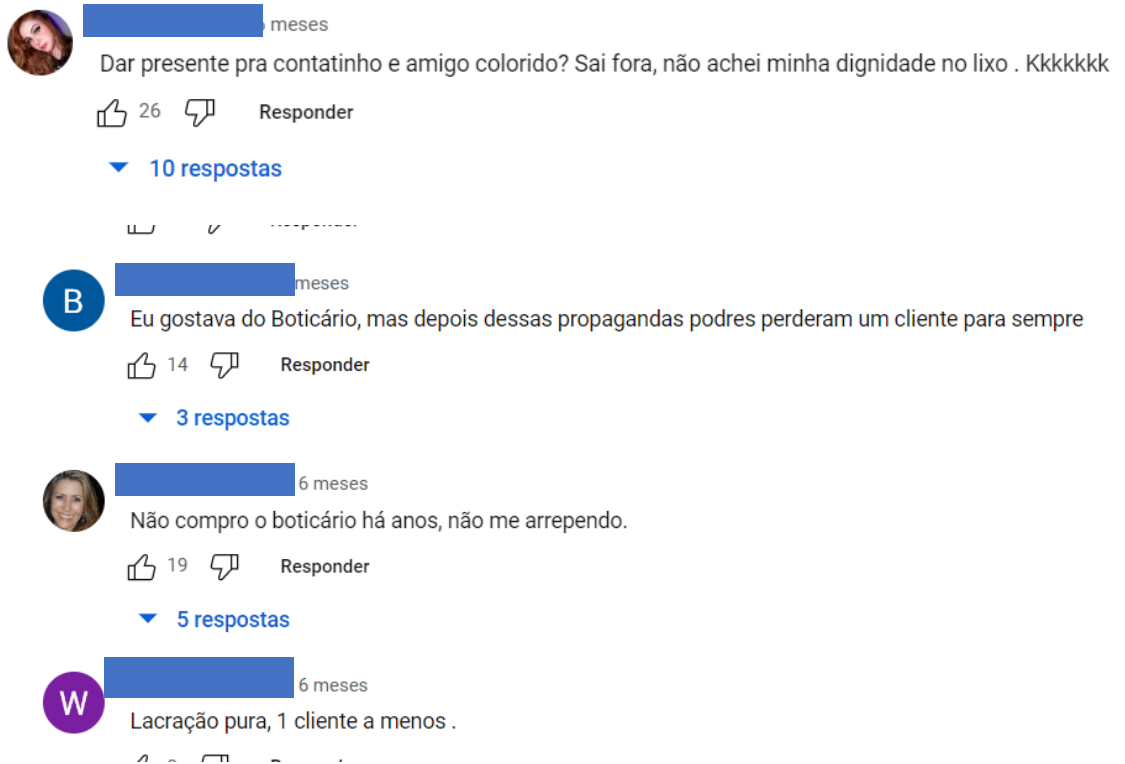 meses
Dar presente pra contatinho e amigo colorido? Sai fora, não achei minha dignidade no lixo . Kkkkkkk
26 Responder
10 respostas
B
meses
Eu gostava do Boticário, mas depois dessas propagandas podres perderam um cliente para sempre
14 Responder
3 respostas
6 meses
Não compro o boticário há anos, não me arrependo.
19 Responder
5 respostas
W
6 meses
Lacração pura, 1 cliente a menos .